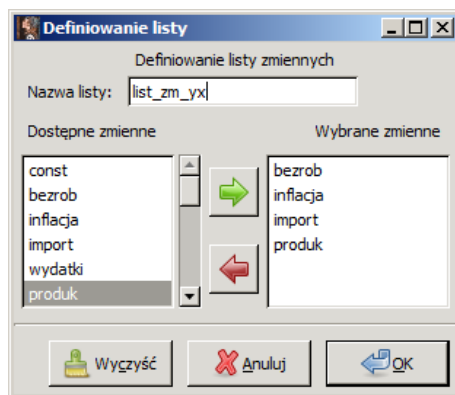 Definiowanie listy
Definiowanie listy zmiennych
Nazwa listy: list_zm_yx
Dostępne zmienne
Wybrane zmienne
const
bezrob
inflacja
import
wydatki
produk
bezrob
inflacja
import
produk
Wyczyść
Anuluj
OK